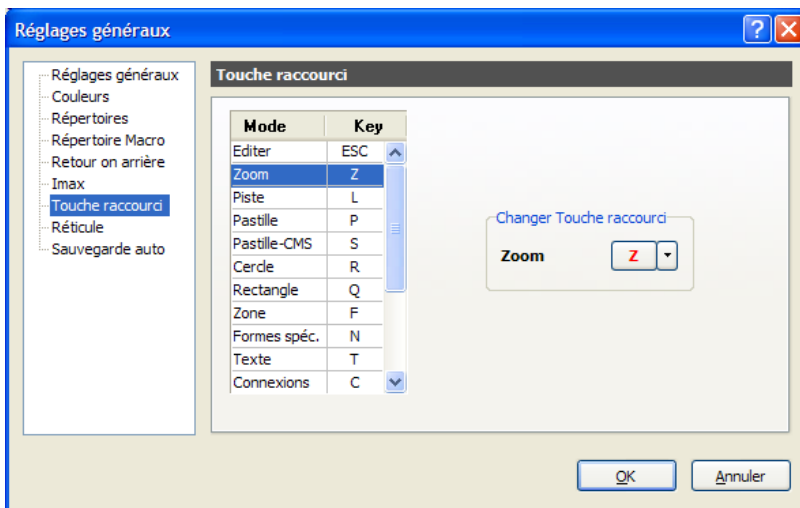 Réglages généraux
Réglages généraux
Couleurs
Répertoires
Répertoire Macro
Retour on arrière
Imax
Touche raccourci
Réticule
Sauvegarde auto
Touche raccourci
Mode Key
Editer ESC
Zoom Z
Piste L
Pastille P
Pastille-CMS S
Cercle R
Rectangle Q
Zone F
Formes spéc. N
Texte T
Connexions C
Changer Touche raccourci
Zoom Z
OK Annuler